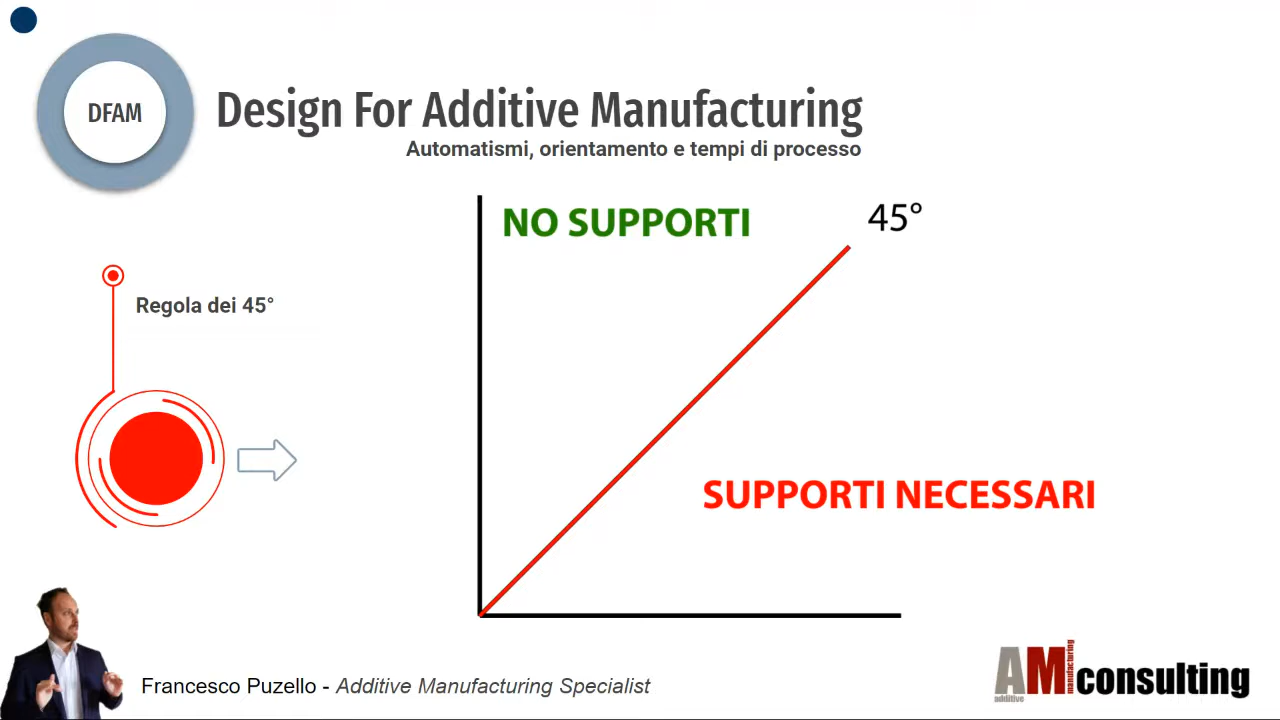 DFAM
Design For Additive Manufacturing
Automatismi, orientamento e tempi di processo
NO SUPPORTI
45°
Regola dei 45°
SUPPORTI NECESSARI
Francesco Puzello - Additive Manufacturing Specialist
AM consulting
additive
manufacturing